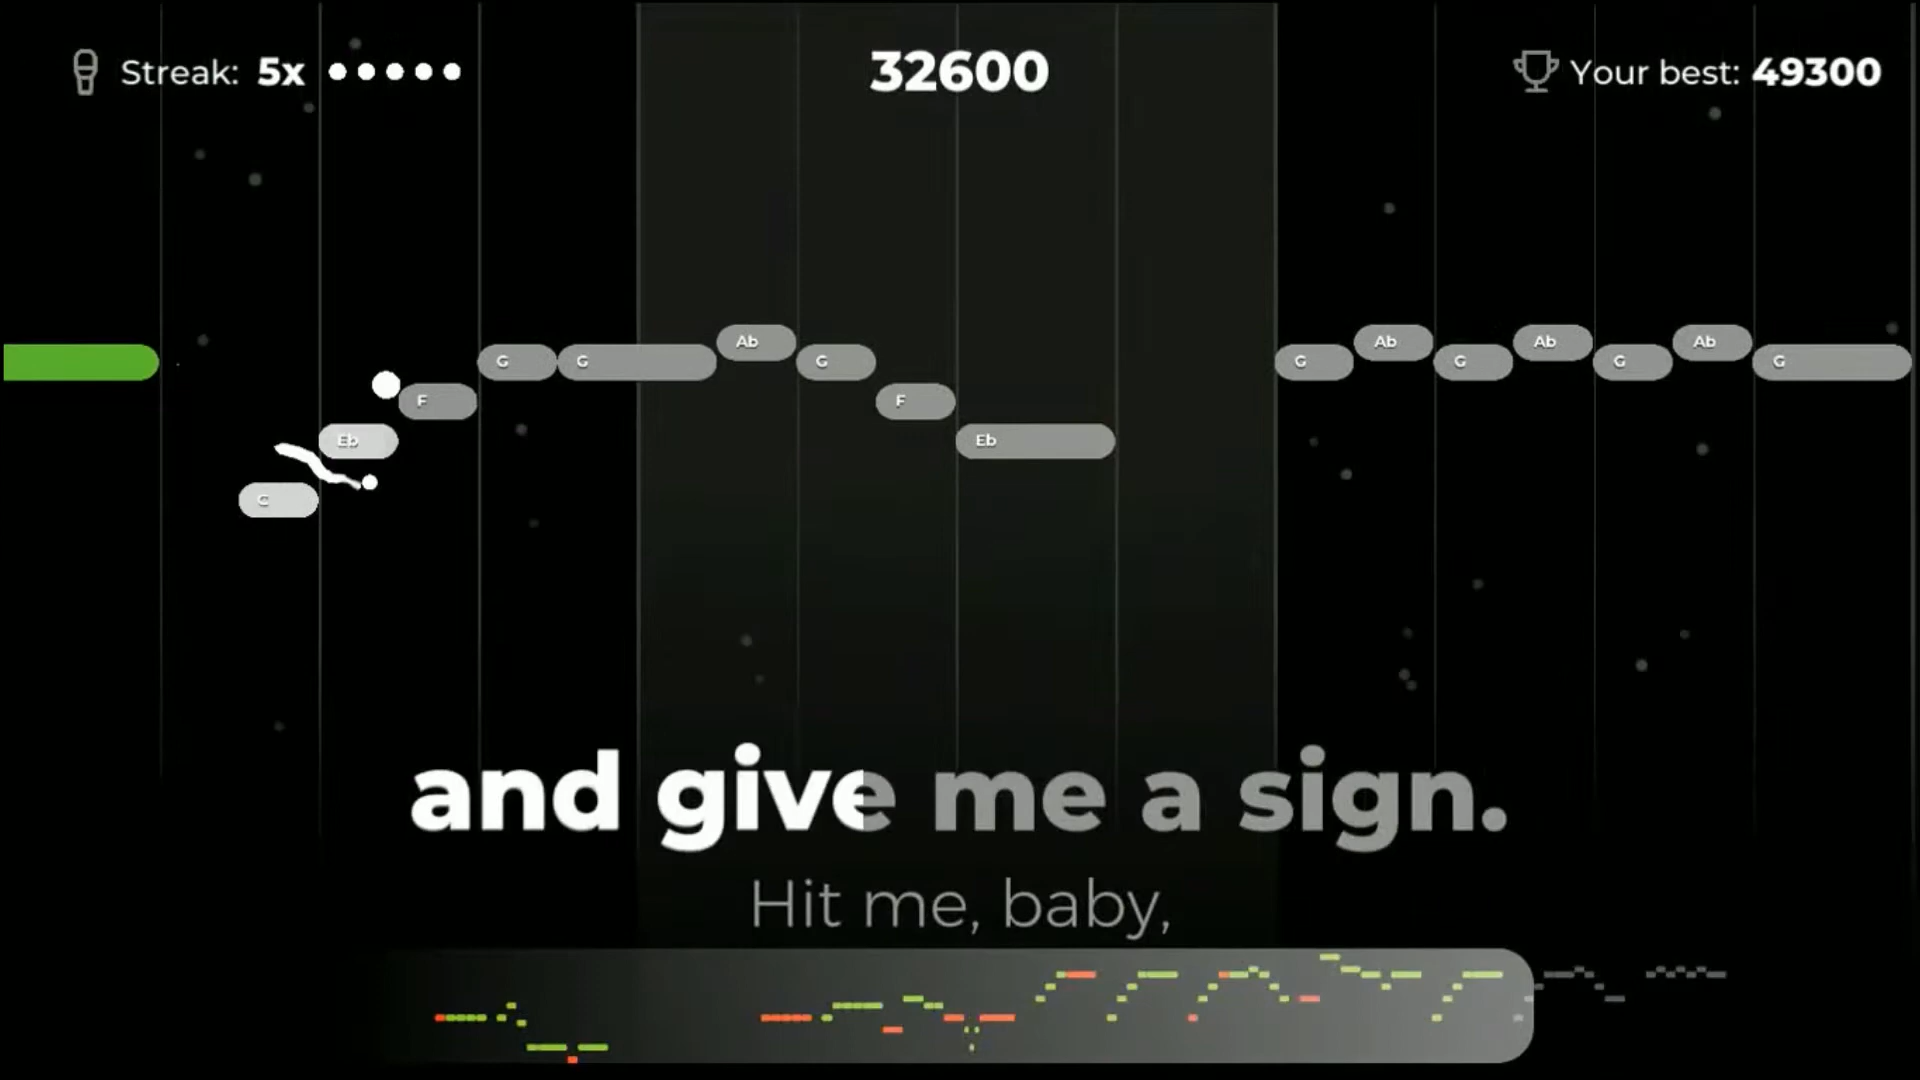 Streak: 5x
32600
Your best: 49300
Ab Ab Ab Ab
G G G G G G G
F F
Eb Eb
C
and give me a sign.
Hit me, baby,